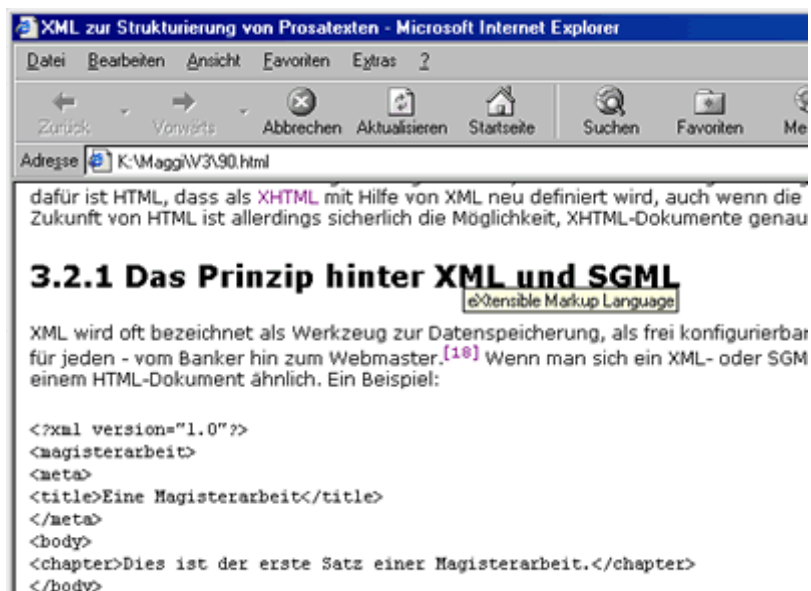 XML zur Strukturierung von Prosatexten - Microsoft Internet Explorer
Datei Bearbeiten Ansicht Favoriten Extras ?
Zurück Vorwärts Abbrechen Aktualisieren Startseite Suchen Favoriten Me
Adresse K:\Maggi\V3\90.html
dafür ist HTML, dass als XHTML mit Hilfe von XML neu definiert wird, auch wenn die
Zukunft von HTML ist allerdings sicherlich die Möglichkeit, XHTML-Dokumente genau
3.2.1 Das Prinzip hinter XML und SGML
eXtensible Markup Language
XML wird oft bezeichnet als Werkzeug zur Datenspeicherung, als frei konfigurierbar
für jeden - vom Banker hin zum Webmaster.[18] Wenn man sich ein XML- oder SGM
einem HTML-Dokument ähnlich. Ein Beispiel:
<?xml version="1.0"?>
<magisterarbeit>
<meta>
<title>Eine Magisterarbeit</title>
</meta>
<body>
<chapter>Dies ist der erste Satz einer Magisterarbeit.</chapter>
</body>